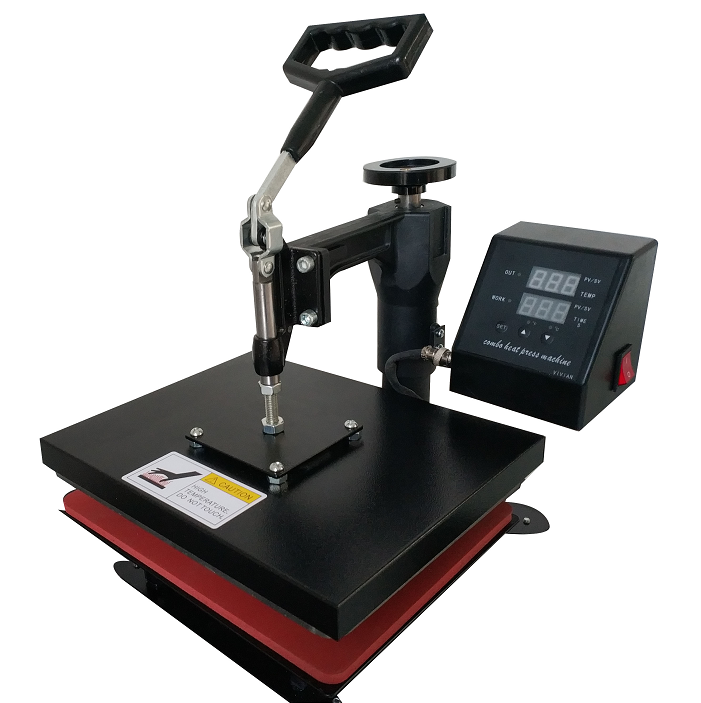 OUT
888
PV/SV
TEMP
WORK
888
PV/SV
TIME
S
SET
combo heat press machine
VIVIAN
CAUTION
HIGH
TEMPERATURE.
DO NOT TOUCH.